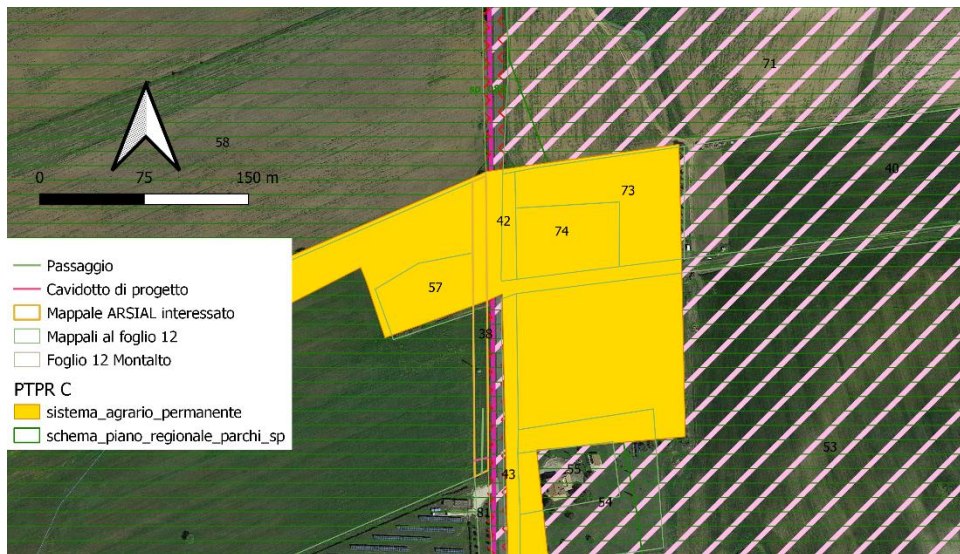 71
58
40
0 75 150 m
73
42
74
57
38
Passaggio
Cavidotto di progetto
Mappale ARSIAL interessato
Mappali al foglio 12
Foglio 12 Montalto
PTPR C
sistema_agrario_permanente
schema_piano_regionale_parchi_sp
53
55
43
54
81